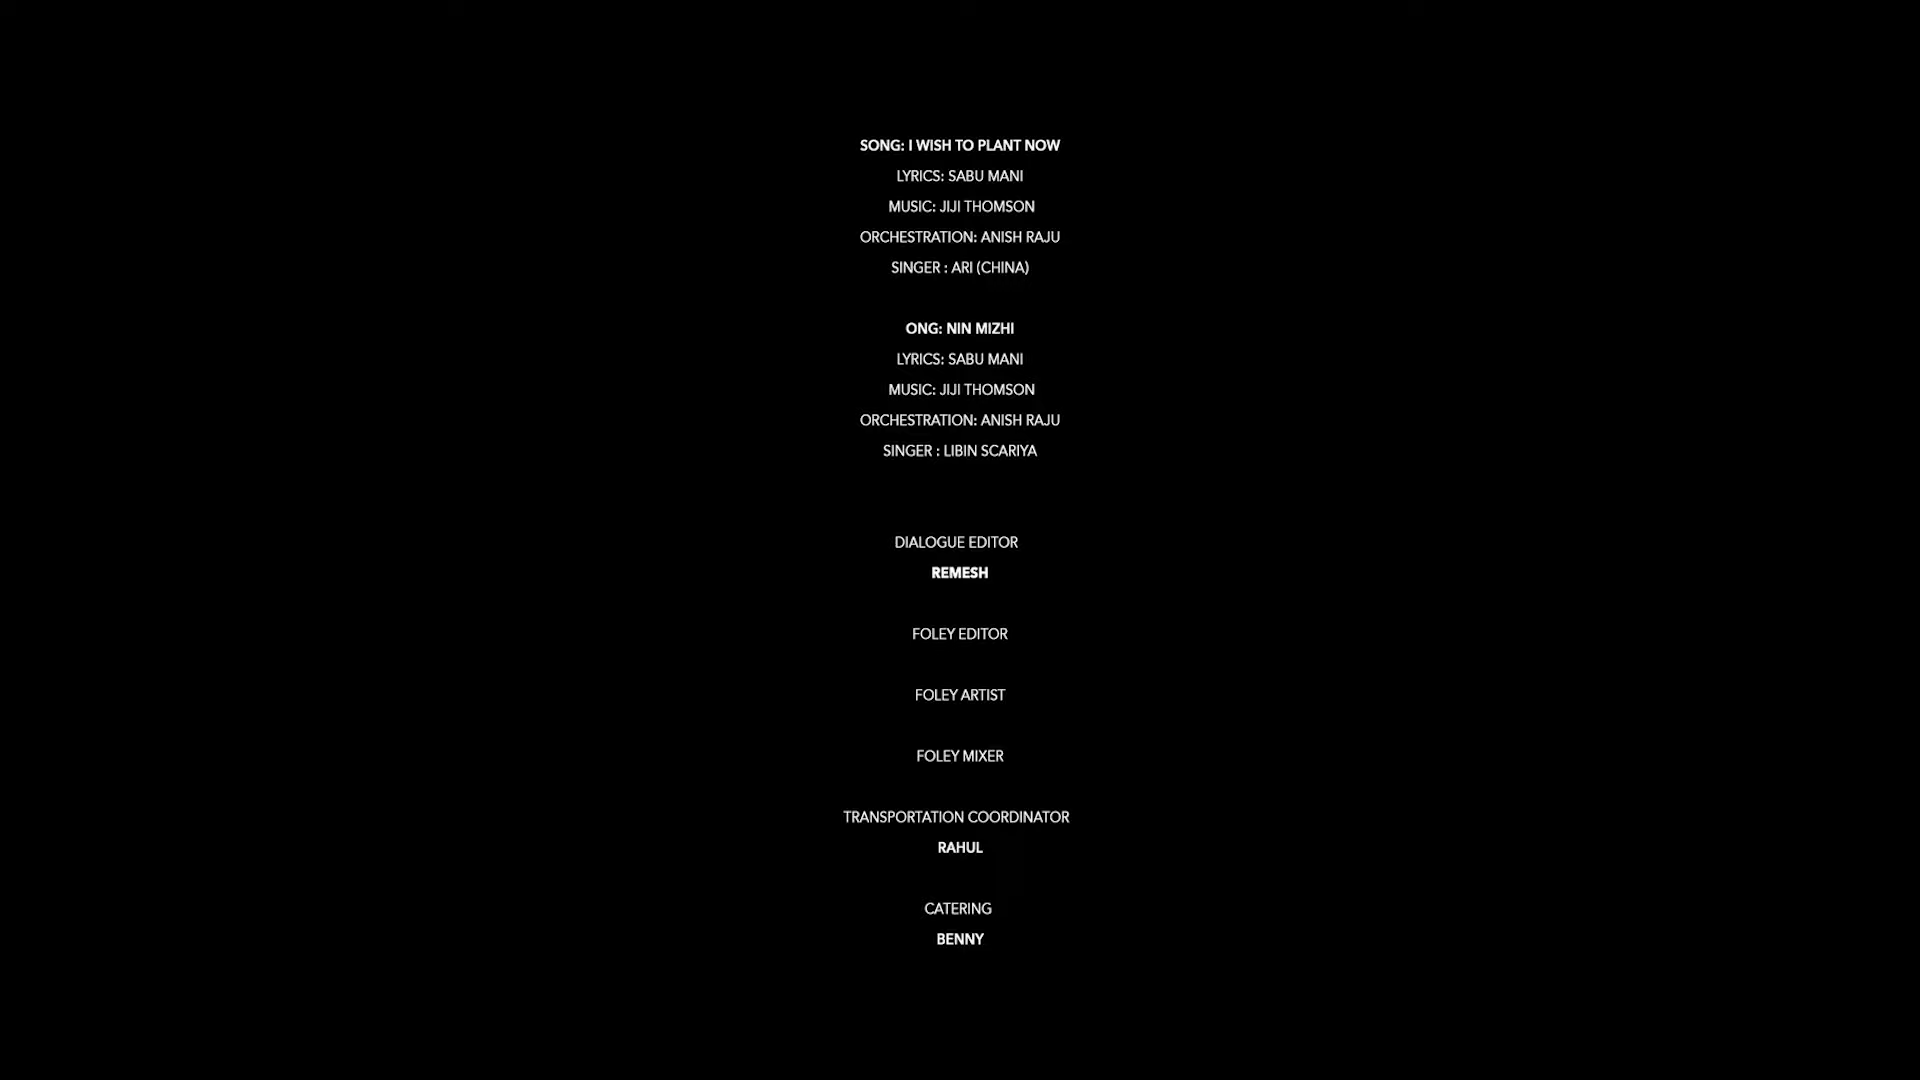 SONG: I WISH TO PLANT NOW
LYRICS: SABU MANI
MUSIC: JIJI THOMSON
ORCHESTRATION: ANISH RAJU
SINGER : ARI (CHINA)
ONG: NIN MIZHI
LYRICS: SABU MANI
MUSIC: JIJI THOMSON
ORCHESTRATION: ANISH RAJU
SINGER : LIBIN SCARIYA
DIALOGUE EDITOR
REMESH
FOLEY EDITOR
FOLEY ARTIST
FOLEY MIXER
TRANSPORTATION COORDINATOR
RAHUL
CATERING
BENNY